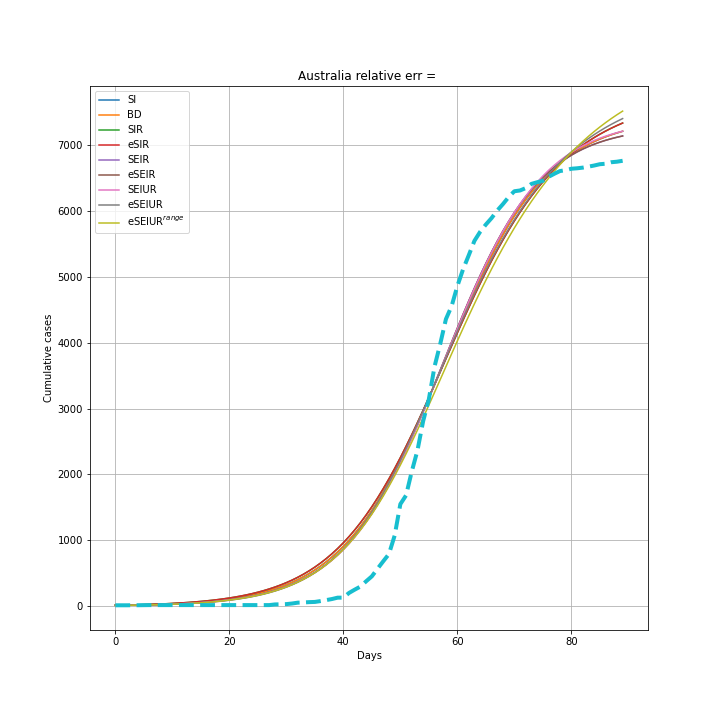 Australia relative err =
SI
BD
SIR
eSIR
SEIR
eSEIR
SEIUR
eSEIUR
eSEIUR^range
7000
6000
5000
4000
3000
2000
1000
0
Cumulative cases
0 20 40 60 80
Days